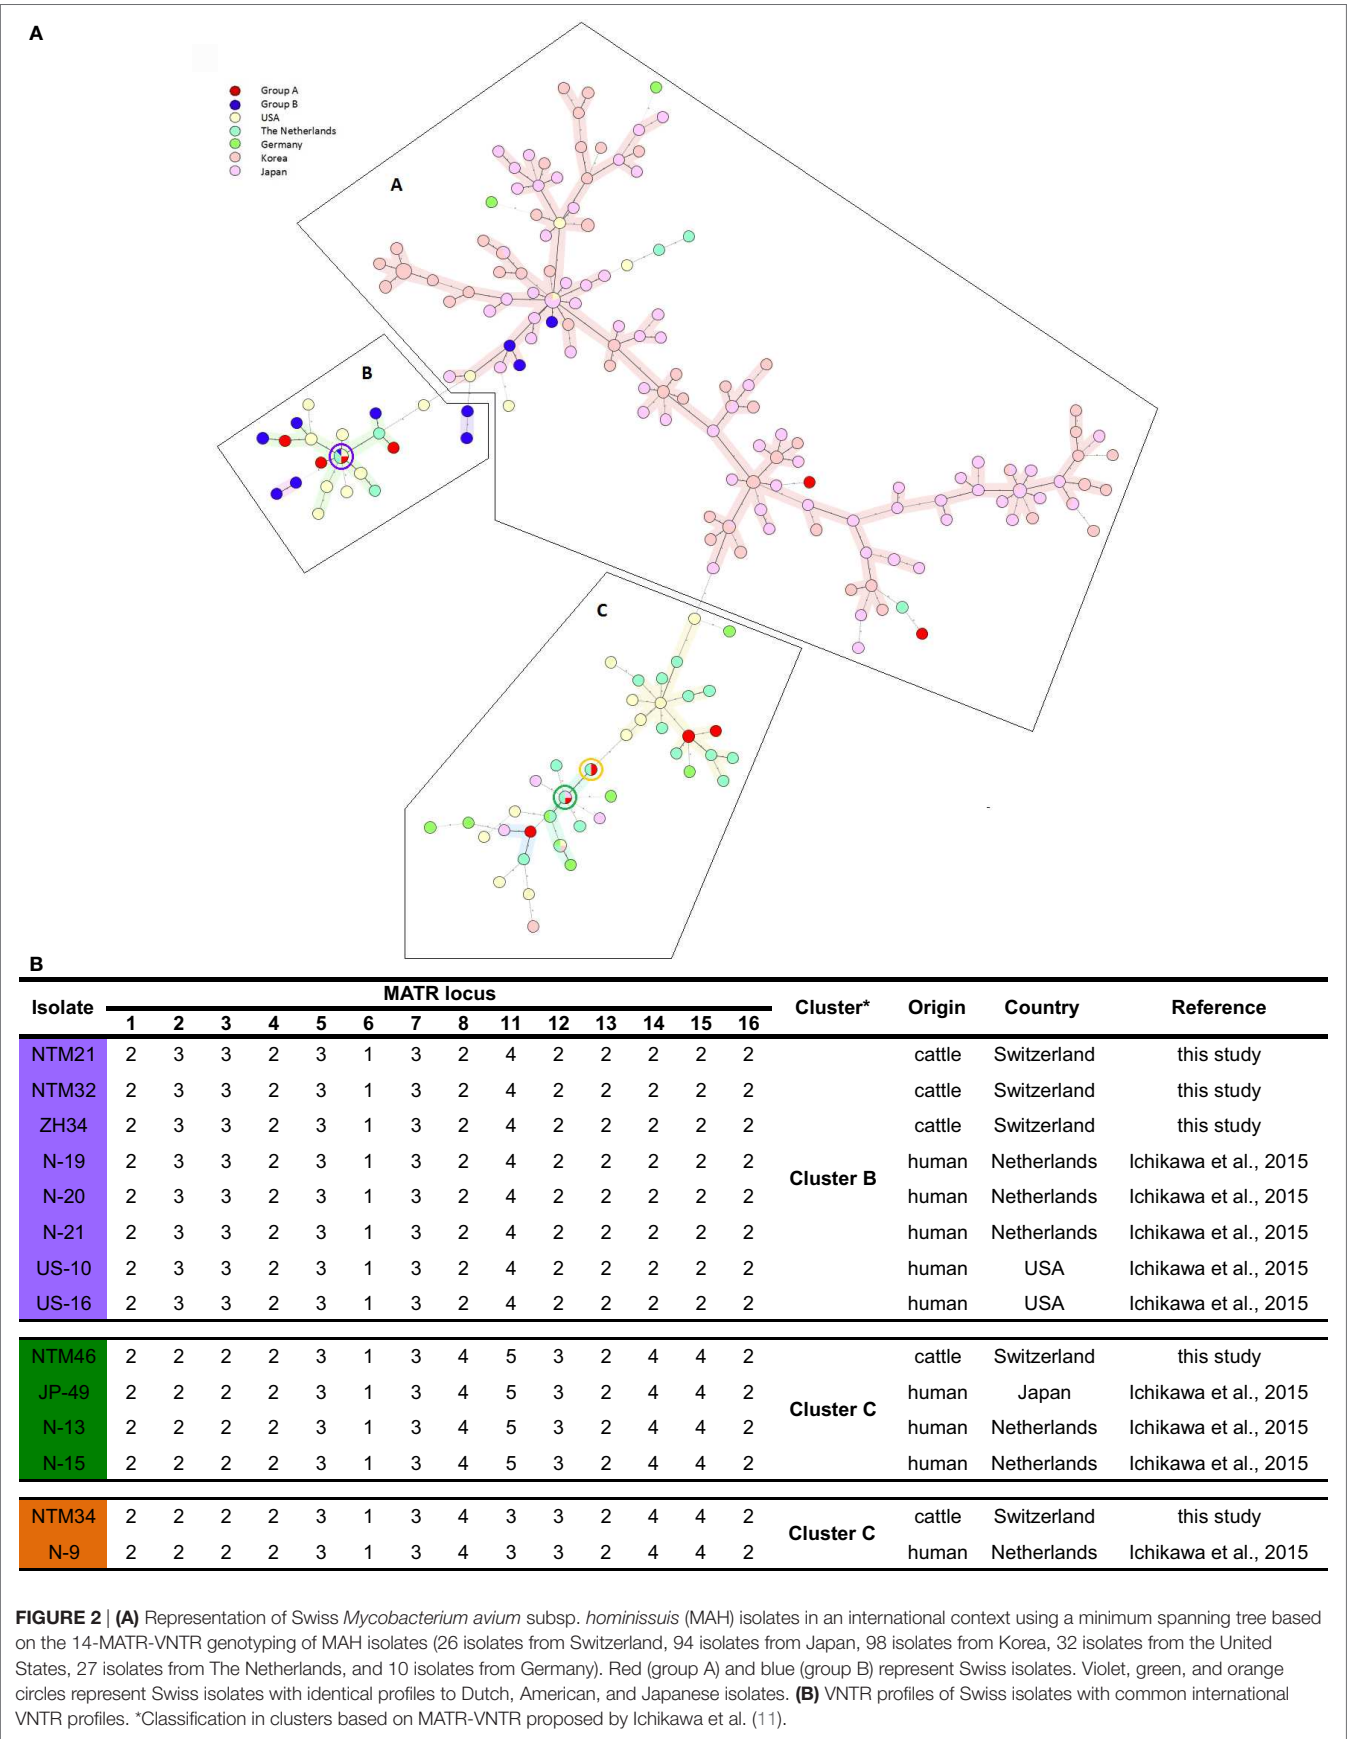 A
Group A
Group B
USA
The Netherlands
Germany
Korea
Japan
A
B
C
B
Isolate MATR locus Cluster* Origin Country Reference
1 2 3 4 5 6 7 8 11 12 13 14 15 16
NTM21 2 3 3 2 3 1 3 2 4 2 2 2 2 2 cattle Switzerland this study
NTM32 2 3 3 2 3 1 3 2 4 2 2 2 2 2 cattle Switzerland this study
ZH34 2 3 3 2 3 1 3 2 4 2 2 2 2 2 cattle Switzerland this study
N-19 2 3 3 2 3 1 3 2 4 2 2 2 2 2 human Netherlands Ichikawa et al., 2015
Cluster B
N-20 2 3 3 2 3 1 3 2 4 2 2 2 2 2 human Netherlands Ichikawa et al., 2015
N-21 2 3 3 2 3 1 3 2 4 2 2 2 2 2 human Netherlands Ichikawa et al., 2015
US-10 2 3 3 2 3 1 3 2 4 2 2 2 2 2 human USA Ichikawa et al., 2015
US-16 2 3 3 2 3 1 3 2 4 2 2 2 2 2 human USA Ichikawa et al., 2015
NTM46 2 2 2 2 3 1 3 4 5 3 2 4 4 2 cattle Switzerland this study
JP-49 2 2 2 2 3 1 3 4 5 3 2 4 4 2 human Japan Ichikawa et al., 2015
Cluster C
N-13 2 2 2 2 3 1 3 4 5 3 2 4 4 2 human Netherlands Ichikawa et al., 2015
N-15 2 2 2 2 3 1 3 4 5 3 2 4 4 2 human Netherlands Ichikawa et al., 2015
NTM34 2 2 2 2 3 1 3 4 3 3 2 4 4 2 cattle Switzerland this study
Cluster C
N-9 2 2 2 2 3 1 3 4 3 3 2 4 4 2 human Netherlands Ichikawa et al., 2015
FIGURE 2 | (A) Representation of Swiss Mycobacterium avium subsp. hominissuis (MAH) isolates in an international context using a minimum spanning tree based
on the 14-MATR-VNTR genotyping of MAH isolates (26 isolates from Switzerland, 94 isolates from Japan, 98 isolates from Korea, 32 isolates from the United
States, 27 isolates from The Netherlands, and 10 isolates from Germany). Red (group A) and blue (group B) represent Swiss isolates. Violet, green, and orange
circles represent Swiss isolates with identical profiles to Dutch, American, and Japanese isolates. (B) VNTR profiles of Swiss isolates with common international
VNTR profiles. *Classification in clusters based on MATR-VNTR proposed by Ichikawa et al. (11).